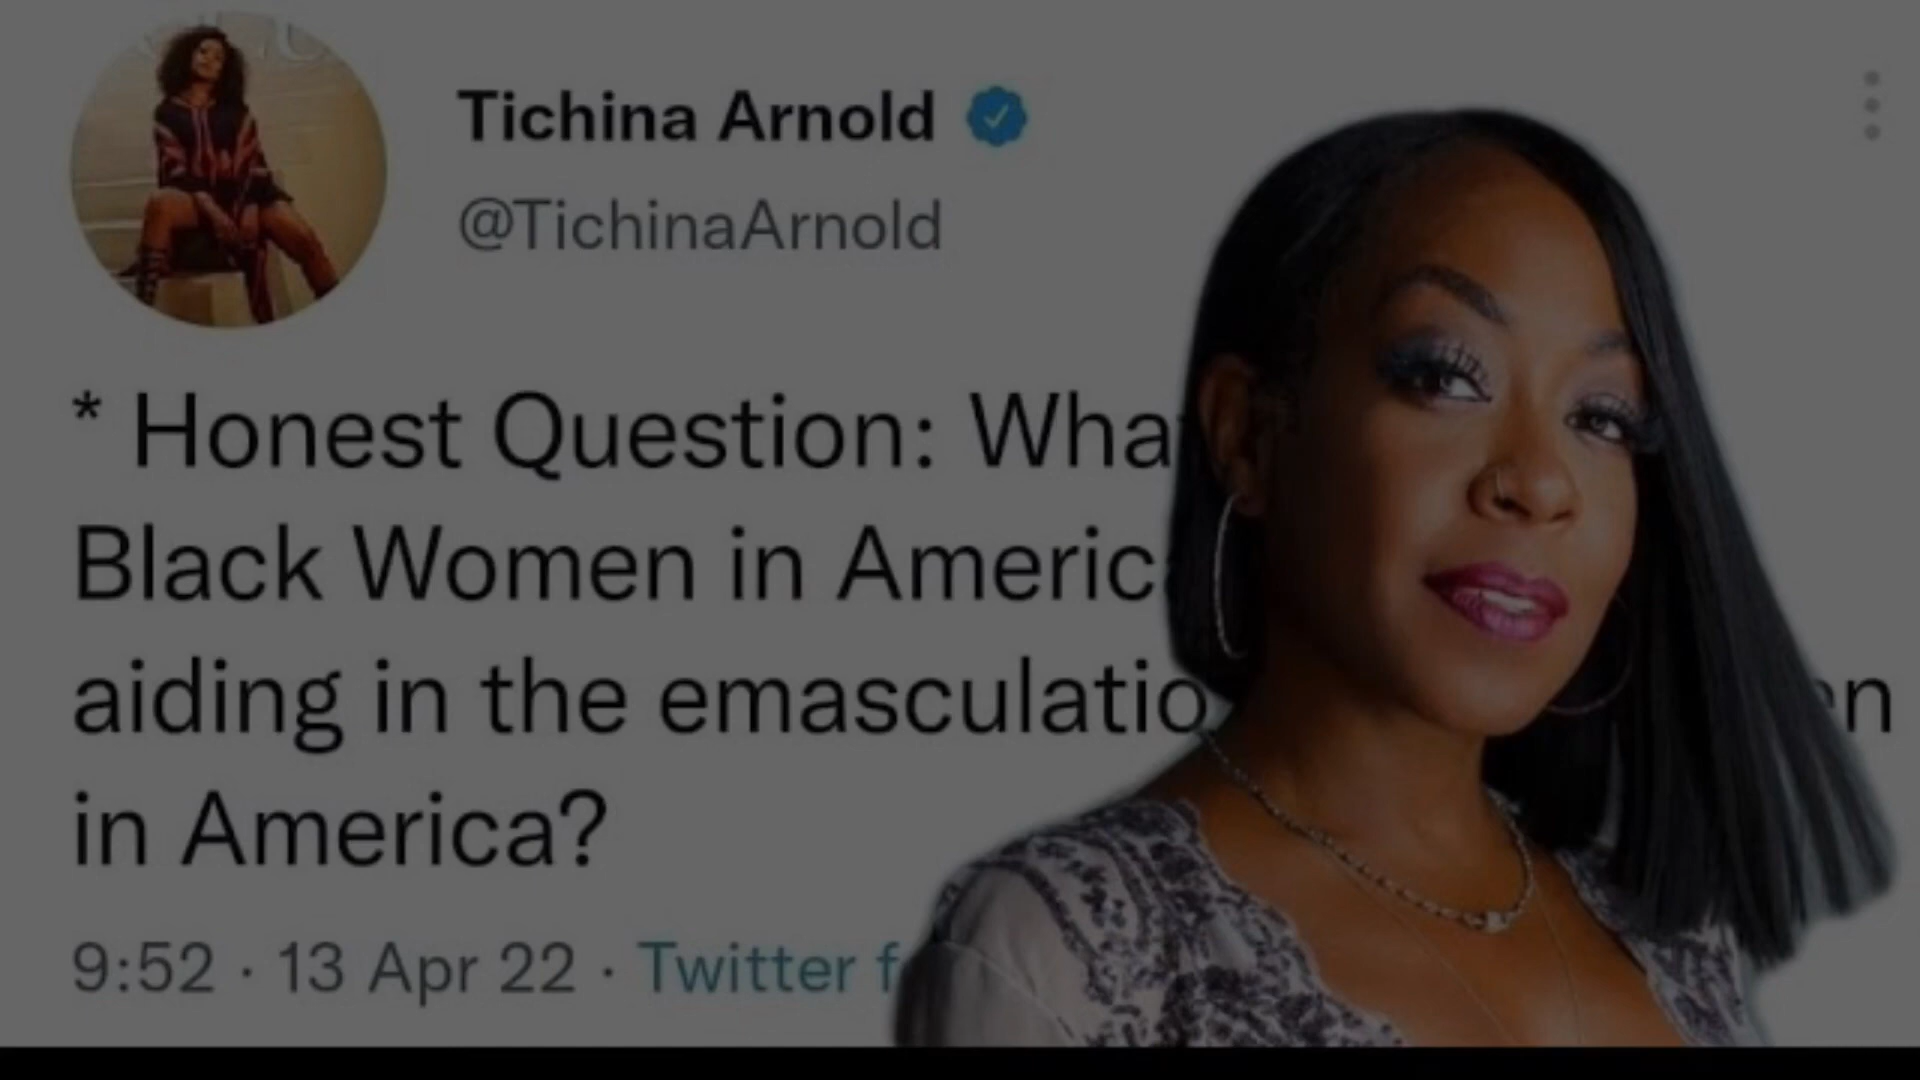 Tichina Arnold
@TichinaArnold
* Honest Question: Wha
Black Women in Americ
aiding in the emasculatio en
in America?
9:52 · 13 Apr 22 · Twitter f